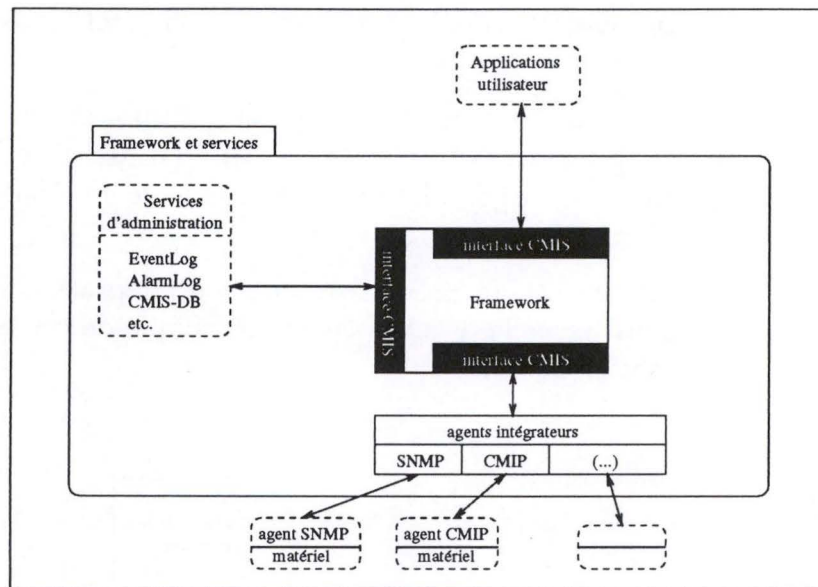 Applications
utilisateur
Framework et services
Services
d'administration
EventLog
AlarmLog
CMIS-DB
etc.
interface CMIS
interface CMIS
Framework
interface CMIS
agents intégrateurs
SNMP
CMIP
(...)
agent SNMP
matériel
agent CMIP
matériel